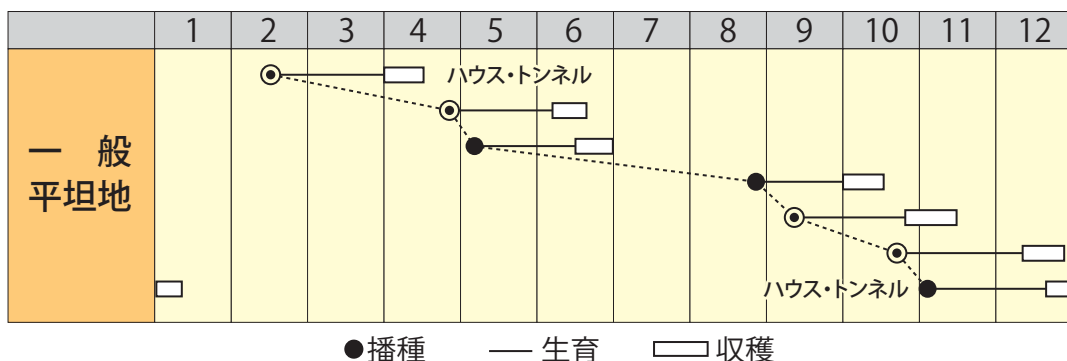 1 2 3 4 5 6 7 8 9 10 11 12
ハウス・トンネル
一 般
平坦地
ハウス・トンネル
●播種 ― 生育 □ 収穫